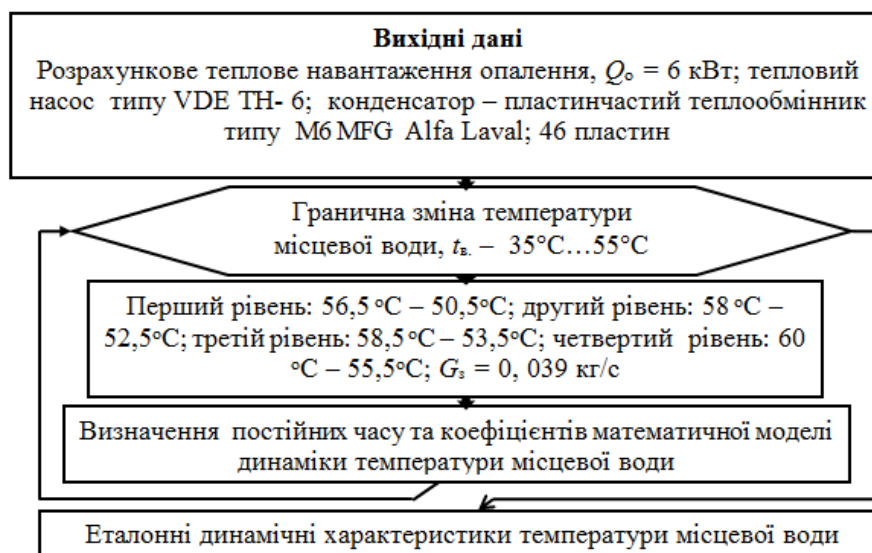 Вихідні дані
Розрахункове теплове навантаження опалення, Qо = 6 кВт; тепловий
насос типу VDE ТН- 6; конденсатор – пластинчастий теплообмінник
типу М6 MFG Alfa Laval; 46 пластин
Гранична зміна температури
місцевої води, tв. – 35°С...55°С
Перший рівень: 56,5 °С – 50,5°С; другий рівень: 58 °С –
52,5°С; третій рівень: 58,5°С – 53,5°С; четвертий рівень: 60
°С – 55,5°С; Gз = 0, 039 кг/с
Визначення постійних часу та коефіцієнтів математичної моделі
динаміки температури місцевої води
Еталонні динамічні характеристики температури місцевої води